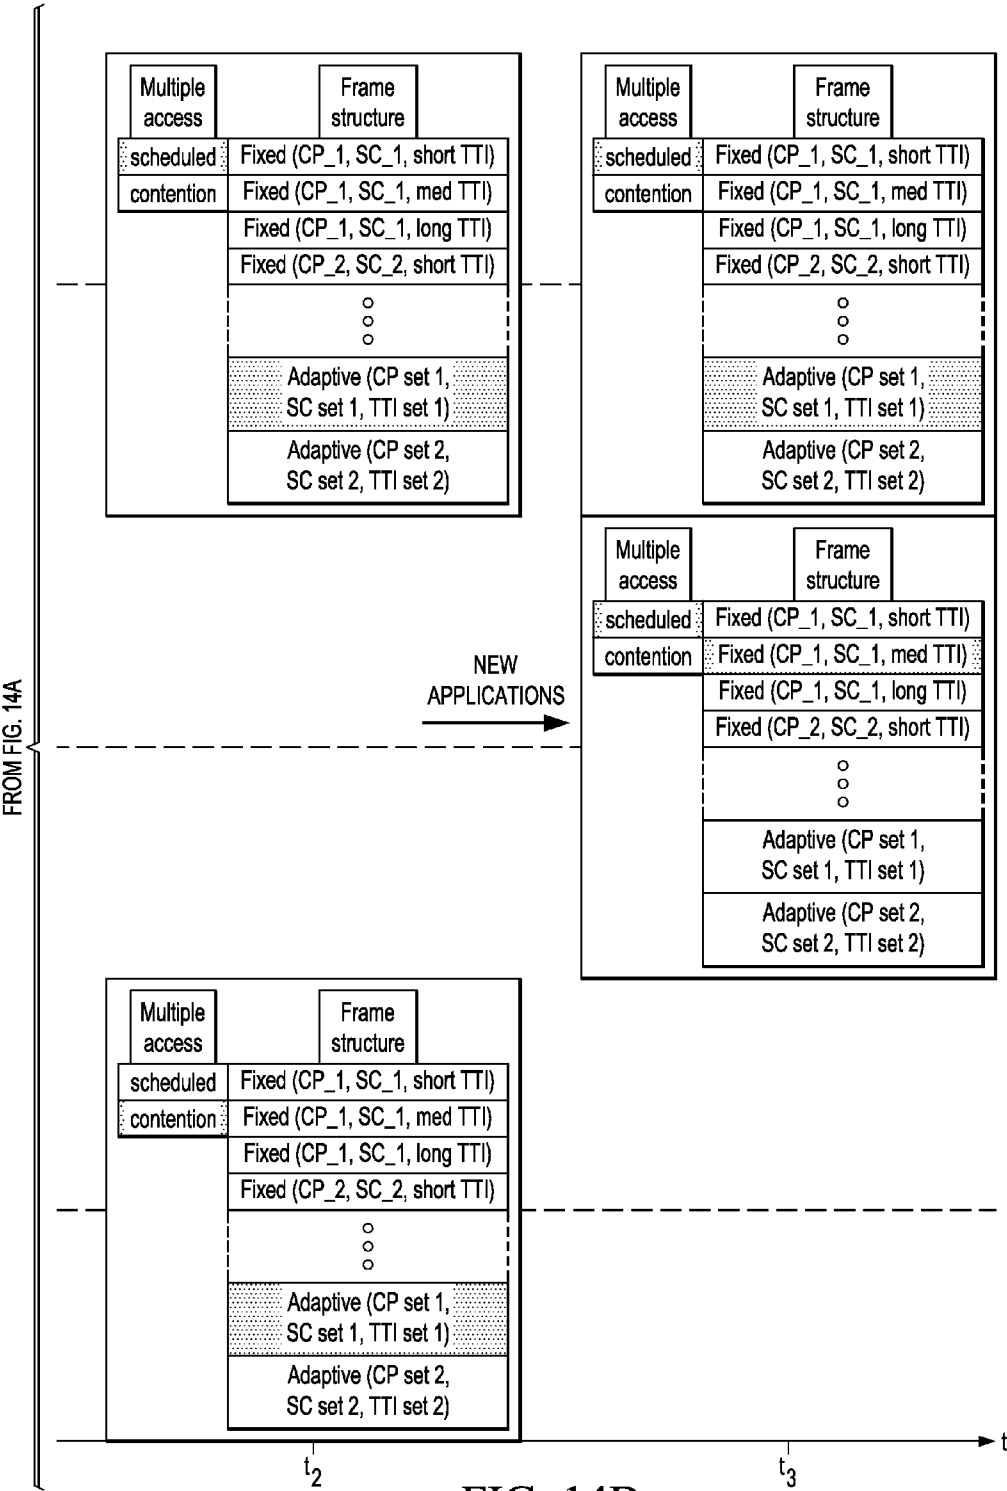 FROM FIG. 14A
Multiple
access
Frame
structure
scheduled
Fixed (CP_1, SC_1, short TTI)
contention
Fixed (CP_1, SC_1, med TTI)
Fixed (CP_1, SC_1, long TTI)
Fixed (CP_2, SC_2, short TTI)
Adaptive (CP set 1,
SC set 1, TTI set 1)
Adaptive (CP set 2,
SC set 2, TTI set 2)
Multiple
access
Frame
structure
scheduled
Fixed (CP_1, SC_1, short TTI)
contention
Fixed (CP_1, SC_1, med TTI)
Fixed (CP_1, SC_1, long TTI)
Fixed (CP_2, SC_2, short TTI)
Adaptive (CP set 1,
SC set 1, TTI set 1)
Adaptive (CP set 2,
SC set 2, TTI set 2)
NEW
APPLICATIONS
Multiple
access
Frame
structure
scheduled
Fixed (CP_1, SC_1, short TTI)
contention
Fixed (CP_1, SC_1, med TTI)
Fixed (CP_1, SC_1, long TTI)
Fixed (CP_2, SC_2, short TTI)
Adaptive (CP set 1,
SC set 1, TTI set 1)
Adaptive (CP set 2,
SC set 2, TTI set 2)
Multiple
access
Frame
structure
scheduled
Fixed (CP_1, SC_1, short TTI)
contention
Fixed (CP_1, SC_1, med TTI)
Fixed (CP_1, SC_1, long TTI)
Fixed (CP_2, SC_2, short TTI)
Adaptive (CP set 1,
SC set 1, TTI set 1)
Adaptive (CP set 2,
SC set 2, TTI set 2)
t
t2
t3
FIG. 14B